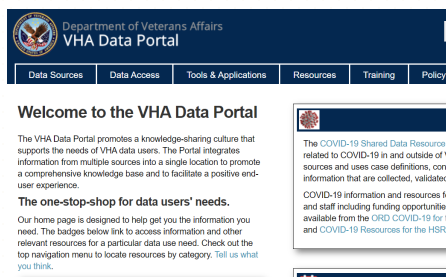 Department of Veterans Affairs
VHA Data Portal
Data Sources
Data Access
Tools & Applications
Resources
Training
Policy
Welcome to the VHA Data Portal
The VHA Data Portal promotes a knowledge-sharing culture that
supports the needs of VHA data users. The Portal integrates
information from multiple sources into a single location to promote
a comprehensive knowledge base and to facilitate a positive end-
user experience.
The one-stop-shop for data users' needs.
Our home page is designed to help get you the information you
need. The badges below link to access information and other
relevant resources for a particular data use need. Check out the
top navigation menu to locate resources by category. Tell us what
you think.
The COVID-19 Shared Data Resource
related to COVID-19 in and outside of
sources and uses case definitions, con
information that are collected, validated
COVID-19 information and resources f
and staff including funding opportunitie
available from the ORD COVID-19 for
and COVID-19 Resources for the HSR